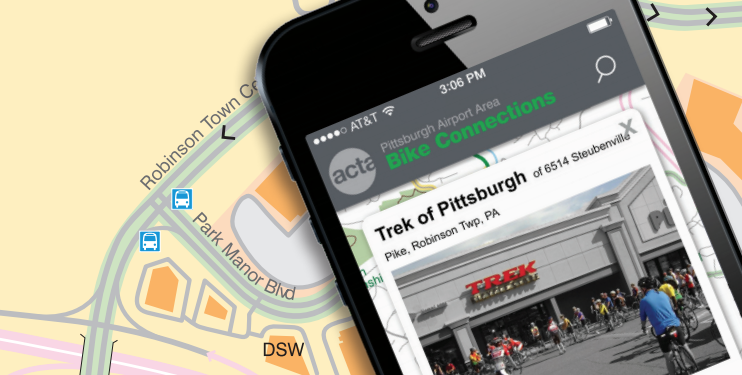 Robinson Town Ce
Park Manor Blvd
DSW
AT&T
3:06 PM
acta
Pittsburgh Airport Area
Bike Connections
X
Trek of Pittsburgh of 6514 Steubenville
Pike, Robinson Twp, PA
TREK